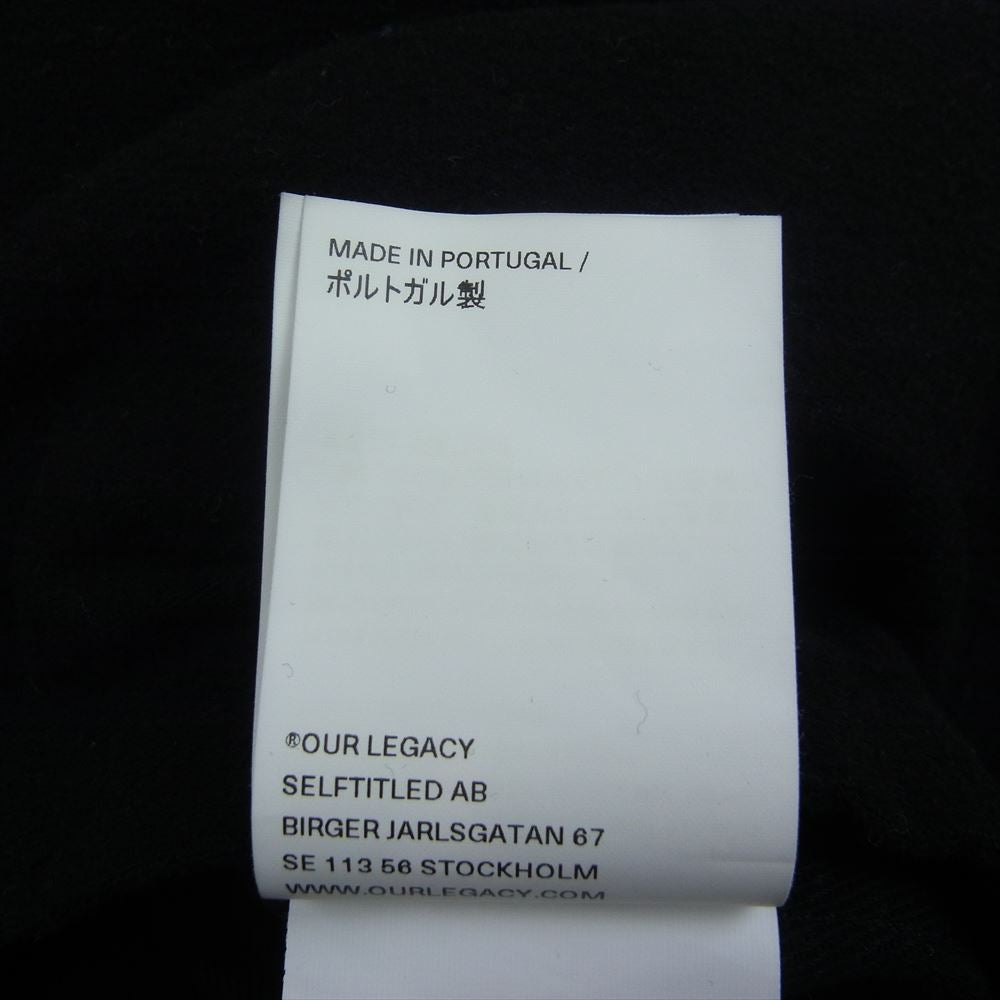 MADE IN PORTUGAL /
ポルトガル製
®OUR LEGACY
SELFTITLED AB
BIRGER JARLSGATAN 67
SE 113 56 STOCKHOLM
WWW.OURLEGACY.COM